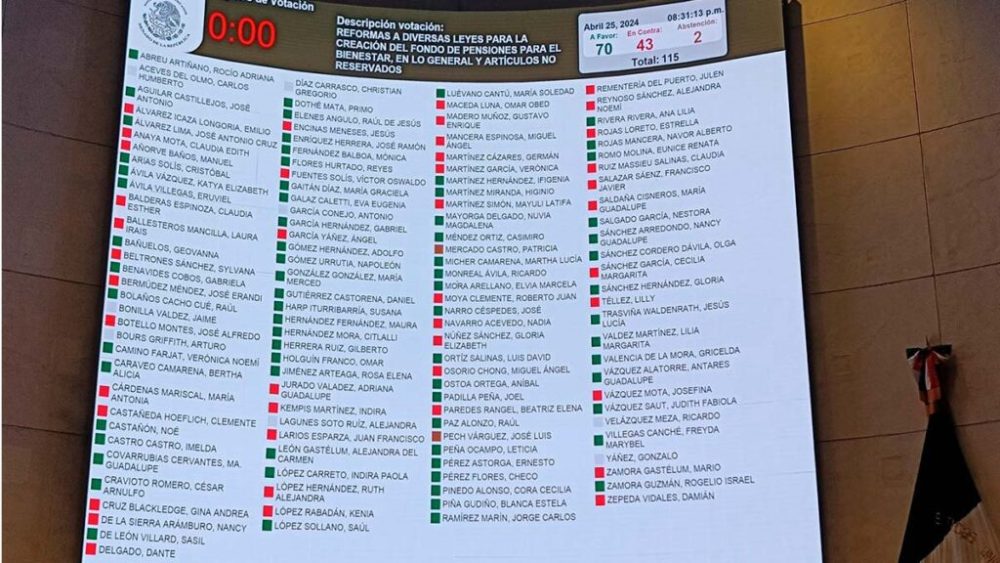 de Votación
0:00
Descripción votación:
REFORMAS A DIVERSAS LEYES PARA LA
CREACIÓN DEL FONDO DE PENSIONES PARA EL
BIENESTAR, EN LO GENERAL Y ARTÍCULOS NO
RESERVADOS
Abril 25, 2024 08:31:13 p.m.
A Favor: En Contra: Abstención:
70 43 2
Total: 115
ABREU ARTIÑANO, ROCÍO ADRIANA
ACEVES DEL OLMO, CARLOS
HUMBERTO
AGUILAR CASTILLEJOS, JOSÉ
ANTONIO
ÁLVAREZ ICAZA LONGORIA, EMILIO
ÁLVAREZ LIMA, JOSÉ ANTONIO CRUZ
ANAYA MOTA, CLAUDIA EDITH
AÑORVE BAÑOS, MANUEL
ARIAS SOLÍS, CRISTÓBAL
ÁVILA VÁZQUEZ, KATYA ELIZABETH
ÁVILA VILLEGAS, ERUVIEL
BALDERAS ESPINOZA, CLAUDIA
ESTHER
BALLESTEROS MANCILLA, LAURA
IRAIS
BAÑUELOS, GEOVANNA
BELTRONES SÁNCHEZ, SYLVANA
BENAVIDES COBOS, GABRIELA
BERMÚDEZ MÉNDEZ, JOSÉ ERANDI
BOLAÑOS CACHO CUÉ, RAÚL
BONILLA VALDEZ, JAIME
BOTELLO MONTES, JOSÉ ALFREDO
BOURS GRIFFITH, ARTURO
CAMINO FARJAT, VERÓNICA NOEMÍ
CARAVEO CAMARENA, BERTHA
ALICIA
CÁRDENAS MARISCAL, MARÍA
ANTONIA
CASTAÑEDA HOEFLICH, CLEMENTE
CASTAÑÓN, NOÉ
CASTRO CASTRO, IMELDA
COVARRUBIAS CERVANTES, MA.
GUADALUPE
CRAVIOTO ROMERO, CÉSAR
ARNULFO
CRUZ BLACKLEDGE, GINA ANDREA
DE LA SIERRA ARÁMBURO, NANCY
DE LEÓN VILLARD, SASIL
DELGADO, DANTE
DÍAZ CARRASCO, CHRISTIAN
GREGORIO
DOTHÉ MATA, PRIMO
ELENES ANGULO, RAÚL DE JESÚS
ENCINAS MENESES, JESÚS
ENRÍQUEZ HERRERA, JOSÉ RAMÓN
FERNÁNDEZ BALBOA, MÓNICA
FLORES HURTADO, REYES
FUENTES SOLÍS, VÍCTOR OSWALDO
GAITÁN DÍAZ, MARÍA GRACIELA
GALAZ CALETTI, EVA EUGENIA
GARCÍA CONEJO, ANTONIO
GARCÍA HERNÁNDEZ, GABRIEL
GARCÍA YÁÑEZ, ÁNGEL
GÓMEZ HERNÁNDEZ, ADOLFO
GÓMEZ URRUTIA, NAPOLEÓN
GONZÁLEZ GONZÁLEZ, MARÍA
MERCED
GUTIÉRREZ CASTORENA, DANIEL
HARP ITURRIBARRÍA, SUSANA
HERNÁNDEZ FERNÁNDEZ, MAURA
HERNÁNDEZ MORA, CITLALLI
HERRERA RUIZ, GILBERTO
HOLGUÍN FRANCO, OMAR
JIMÉNEZ ARTEAGA, ROSA ELENA
JURADO VALADEZ, ADRIANA
GUADALUPE
KEMPIS MARTÍNEZ, INDIRA
LAGUNES SOTO RUÍZ, ALEJANDRA
LARIOS ESPARZA, JUAN FRANCISCO
LEÓN GASTÉLUM, ALEJANDRA DEL
CARMEN
LÓPEZ CARRETO, INDIRA PAOLA
LÓPEZ HERNÁNDEZ, RUTH
ALEJANDRA
LÓPEZ RABADÁN, KENIA
LÓPEZ SOLLANO, SAÚL
LUÉVANO CANTÚ, MARÍA SOLEDAD
MACEDA LUNA, OMAR OBED
MADERO MUÑOZ, GUSTAVO
ENRIQUE
MANCERA ESPINOSA, MIGUEL
ÁNGEL
MARTÍNEZ CÁZARES, GERMÁN
MARTÍNEZ GARCÍA, VERÓNICA
MARTÍNEZ HERNÁNDEZ, IFIGENIA
MARTÍNEZ MIRANDA, HIGINIO
MARTÍNEZ SIMÓN, MAYULI LATIFA
MAYORGA DELGADO, NUVIA
MAGDALENA
MÉNDEZ ORTIZ, CASIMIRO
MERCADO CASTRO, PATRICIA
MICHER CAMARENA, MARTHA LUCÍA
MONREAL ÁVILA, RICARDO
MORA ARELLANO, ELVIA MARCELA
MOYA CLEMENTE, ROBERTO JUAN
NARRO CÉSPEDES, JOSÉ
NAVARRO ACEVEDO, NADIA
NÚÑEZ SÁNCHEZ, GLORIA
ELIZABETH
ORTÍZ SALINAS, LUIS DAVID
OSORIO CHONG, MIGUEL ÁNGEL
OSTOA ORTEGA, ANÍBAL
PADILLA PEÑA, JOEL
PAREDES RANGEL, BEATRIZ ELENA
PAZ ALONZO, RAÚL
PECH VÁRGUEZ, JOSÉ LUIS
PEÑA OCAMPO, LETICIA
PÉREZ ASTORGA, ERNESTO
PÉREZ FLORES, CHECO
PINEDO ALONSO, CORA CECILIA
PIÑA GUDIÑO, BLANCA ESTELA
RAMÍREZ MARÍN, JORGE CARLOS
REMENTERÍA DEL PUERTO, JULEN
REYNOSO SÁNCHEZ, ALEJANDRA
NOEMÍ
RIVERA RIVERA, ANA LILIA
ROJAS LORETO, ESTRELLA
ROJAS MANCERA, NAVOR ALBERTO
ROMO MOLINA, EUNICE RENATA
RUIZ MASSIEU SALINAS, CLAUDIA
SALAZAR SÁENZ, FRANCISCO
JAVIER
SALDAÑA CISNEROS, MARÍA
GUADALUPE
SALGADO GARCÍA, NESTORA
SÁNCHEZ ARREDONDO, NANCY
GUADALUPE
SÁNCHEZ CORDERO DÁVILA, OLGA
SÁNCHEZ GARCÍA, CECILIA
MARGARITA
SÁNCHEZ HERNÁNDEZ, GLORIA
TÉLLEZ, LILLY
TRASVIÑA WALDENRATH, JESÚS
LUCÍA
VALDEZ MARTÍNEZ, LILIA
MARGARITA
VALENCIA DE LA MORA, GRICELDA
VÁZQUEZ ALATORRE, ANTARES
GUADALUPE
VÁZQUEZ MOTA, JOSEFINA
VÁZQUEZ SAUT, JUDITH FABIOLA
VELÁZQUEZ MEZA, RICARDO
VILLEGAS CANCHÉ, FREYDA
MARYBEL
YÁÑEZ, GONZALO
ZAMORA GASTÉLUM, MARIO
ZAMORA GUZMÁN, ROGELIO ISRAEL
ZEPEDA VIDALES, DAMIÁN